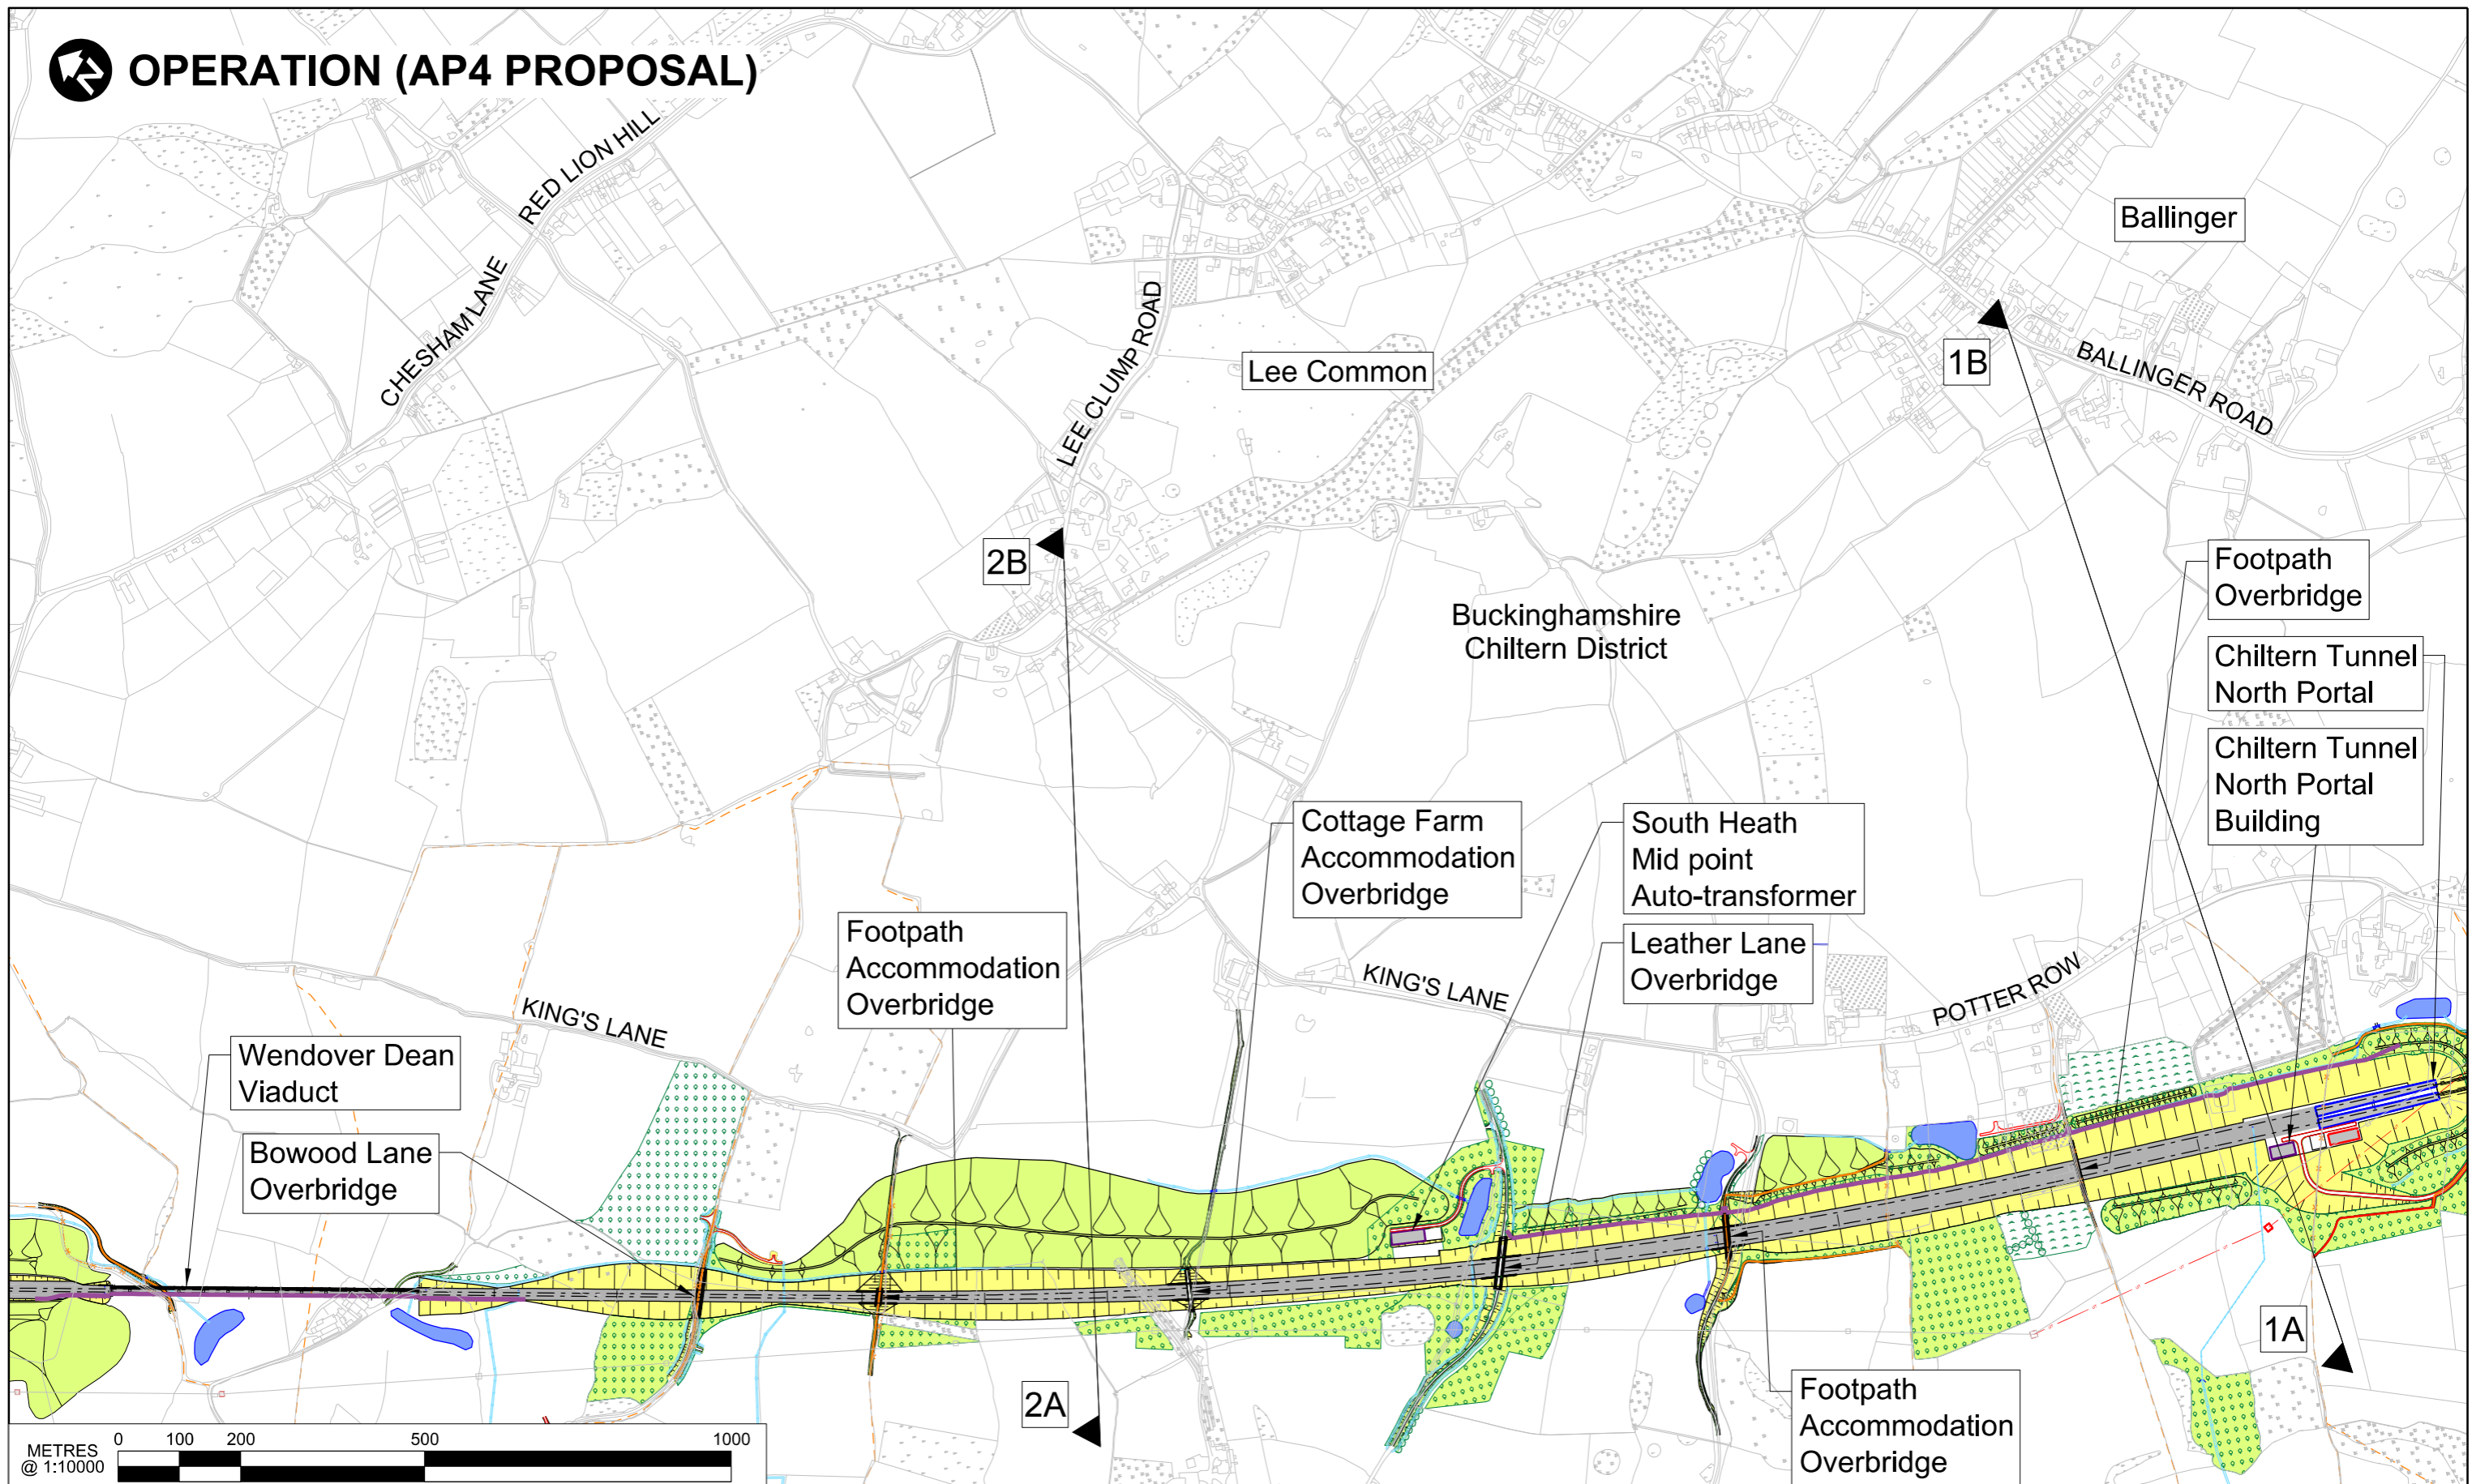 N
OPERATION (AP4 PROPOSAL)
RED LION HILL
CHESHAM LANE
LEE CLUMP ROAD
Ballinger
Lee Common
1B
BALLINGER ROAD
2B
Buckinghamshire
Chiltern District
Footpath
Overbridge
Chiltern Tunnel
North Portal
Chiltern Tunnel
North Portal
Building
Cottage Farm
Accommodation
Overbridge
South Heath
Mid point
Auto-transformer
Footpath
Accommodation
Overbridge
Leather Lane
Overbridge
KING'S LANE
KING'S LANE
POTTER ROW
Wendover Dean
Viaduct
Bowood Lane
Overbridge
1A
2A
Footpath
Accommodation
Overbridge
METRES
@ 1:10000
0 100 200 500 1000